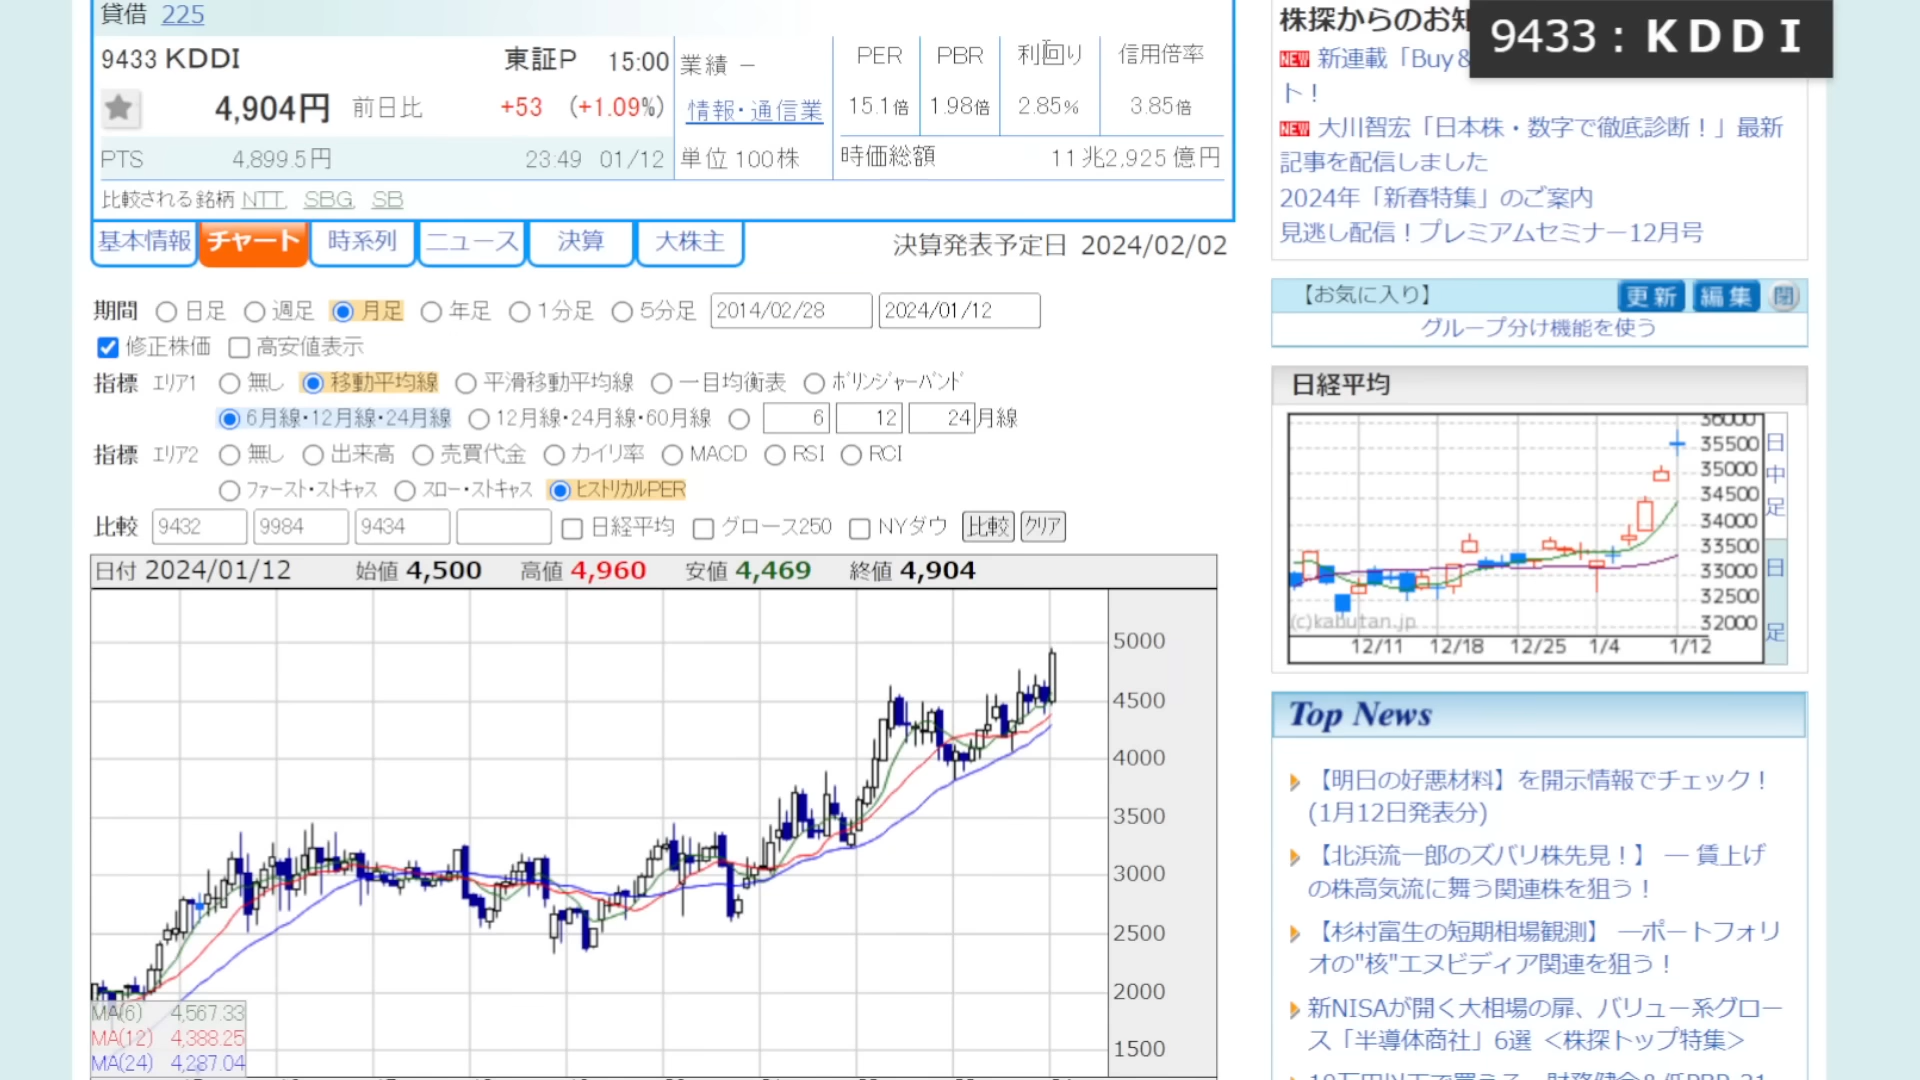 貸借 225
9433 KDDI 東証P 15:00
4,904円 前日比 +53 (+1.09%)
PTS 4,899.5円 23:49 01/12
比較される銘柄 NTT, SBG, SB
業績 −
情報・通信業
単位 100株
PER PBR 利回り 信用倍率
15.1倍 1.98倍 2.85% 3.85倍
時価総額 11兆2,925億円
基本情報 チャート 時系列 ニュース 決算 大株主
決算発表予定日 2024/02/02
期間 日足 週足 月足 年足 1分足 5分足 2014/02/28 2024/01/12
修正株価 高安値表示
指標 エリア1 無し 移動平均線 平滑移動平均線 一目均衡表 ボリンジャーバンド
6月線・12月線・24月線 12月線・24月線・60月線 6 12 24月線
指標 エリア2 無し 出来高 売買代金 カイリ率 MACD RSI RCI
ファースト・ストキャス スロー・ストキャス ヒストリカルPER
比較 9432 9984 9434 日経平均 グロース250 NYダウ 比較 クリア
日付 2024/01/12 始値 4,500 高値 4,960 安値 4,469 終値 4,904
5000
4500
4000
3500
3000
2500
2000
1500
MA(6) 4,567.33
MA(12) 4,388.25
MA(24) 4,287.04
9433：KDDI
株探からのお知
NEW 新連載「Buy&
ト！
NEW 大川智宏「日本株・数字で徹底診断！」最新
記事を配信しました
2024年「新春特集」のご案内
見逃し配信！プレミアムセミナー12月号
【お気に入り】 更新 編集 閉
グループ分け機能を使う
日経平均
36000
35500
35000
34500
34000
33500
33000
32500
32000
日中足
日足
(c)kabutan.jp
12/11 12/18 12/25 1/4 1/12
Top News
【明日の好悪材料】を開示情報でチェック！
(1月12日発表分)
【北浜流一郎のズバリ株先見！】 ― 賃上げ
の株高気流に舞う関連株を狙う！
【杉村富生の短期相場観測】 ―ポートフォリ
オの"核"エヌビディア関連を狙う！
新NISAが開く大相場の扉、バリュー系グロー
ス「半導体商社」6選 ＜株探トップ特集＞